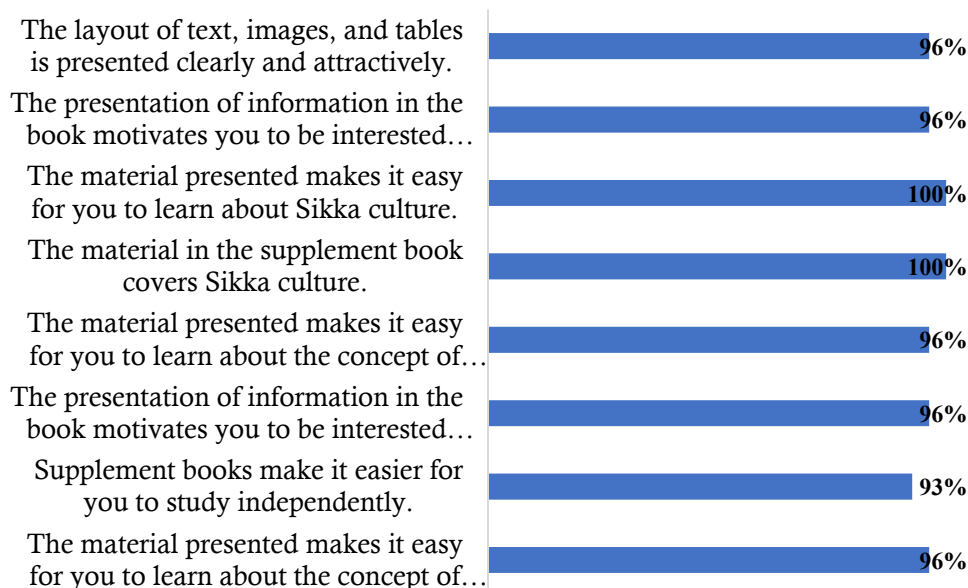 The layout of text, images, and tables
is presented clearly and attractively.
96%
The presentation of information in the
book motivates you to be interested…
96%
The material presented makes it easy
for you to learn about Sikka culture.
100%
The material in the supplement book
covers Sikka culture.
100%
The material presented makes it easy
for you to learn about the concept of…
96%
The presentation of information in the
book motivates you to be interested…
96%
Supplement books make it easier for
you to study independently.
93%
The material presented makes it easy
for you to learn about the concept of…
96%